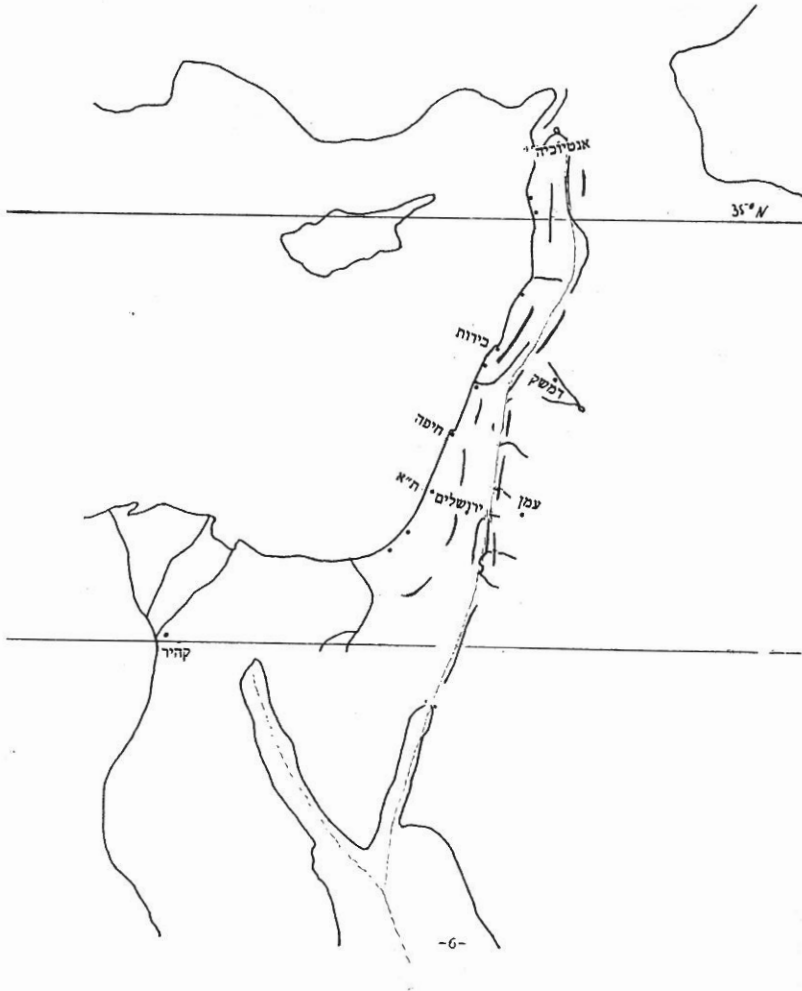 אנטיוכיה
35° N
בירות
דמשק
חיפה
ת״א
ירושלים
עמן
קהיר
-6-